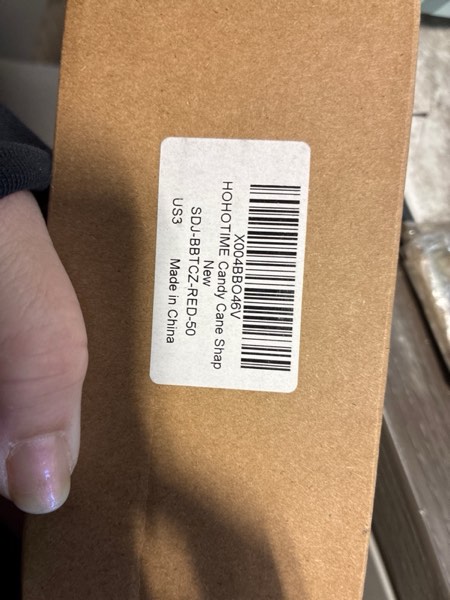 X004BBO46V
HOHOTIME Candy Cane Shap
New
SDJ-BBTCZ-RED-50
US3 Made in China